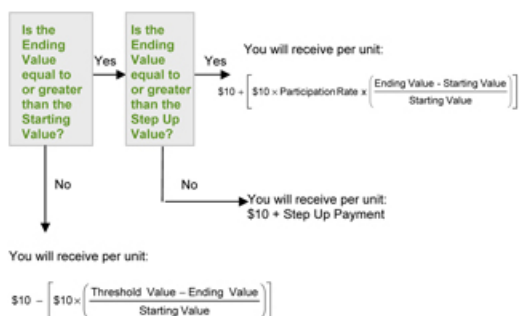 Is the
Ending
Value
equal to
or greater
than the
Starting
Value?
Yes
Is the
Ending
Value
equal to
or greater
than the
Step Up
Value?
Yes
You will receive per unit:
$10 + [$10 × Participation Rate x (Ending Value - Starting Value / Starting Value)]
No
No
You will receive per unit:
$10 + Step Up Payment
You will receive per unit:
$10 − [$10 × (Threshold Value – Ending Value / Starting Value)]